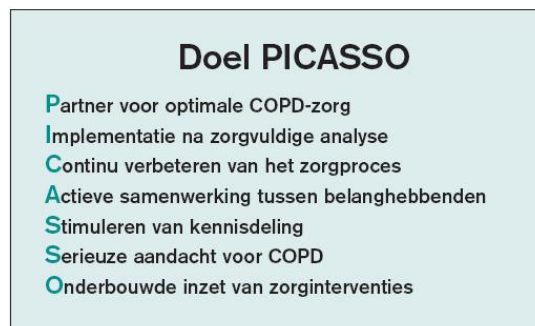 Doel PICASSO
Partner voor optimale COPD-zorg
Implementatie na zorgvuldige analyse
Continu verbeteren van het zorgproces
Actieve samenwerking tussen belanghebbenden
Stimuleren van kennisdeling
Serieuze aandacht voor COPD
Onderbouwde inzet van zorginterventies